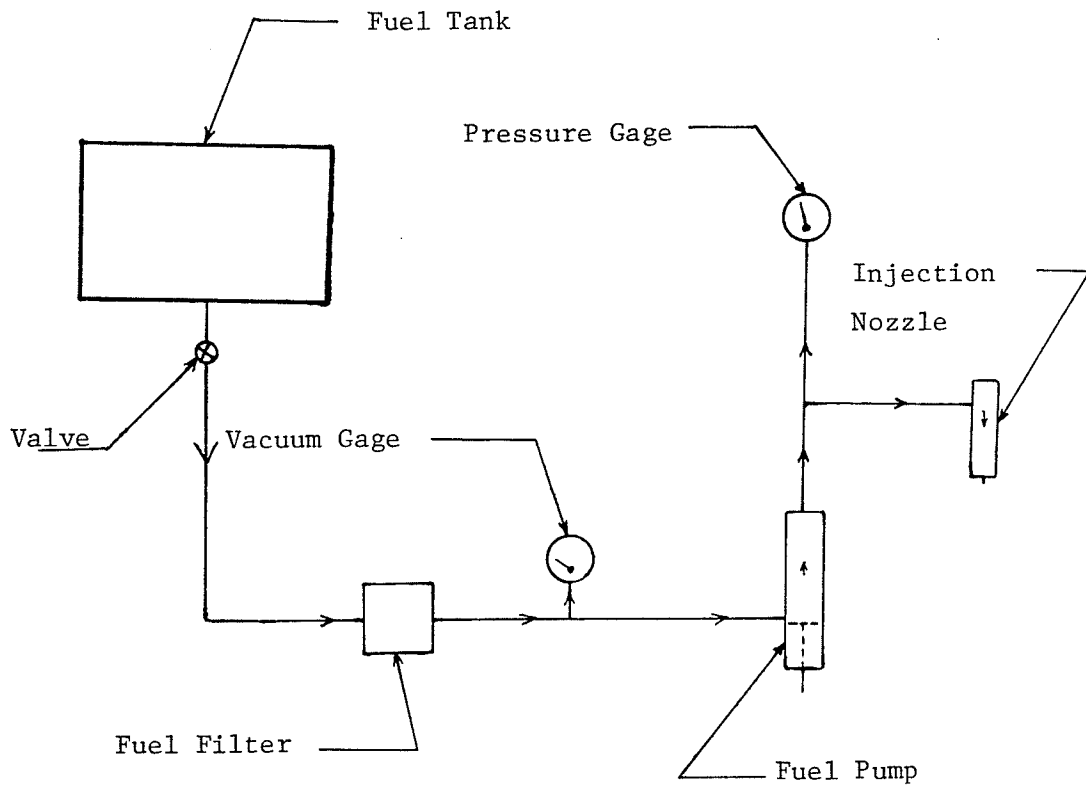 Fuel Tank
Pressure Gage
Injection
Nozzle
Valve
Vacuum Gage
Fuel Filter
Fuel Pump